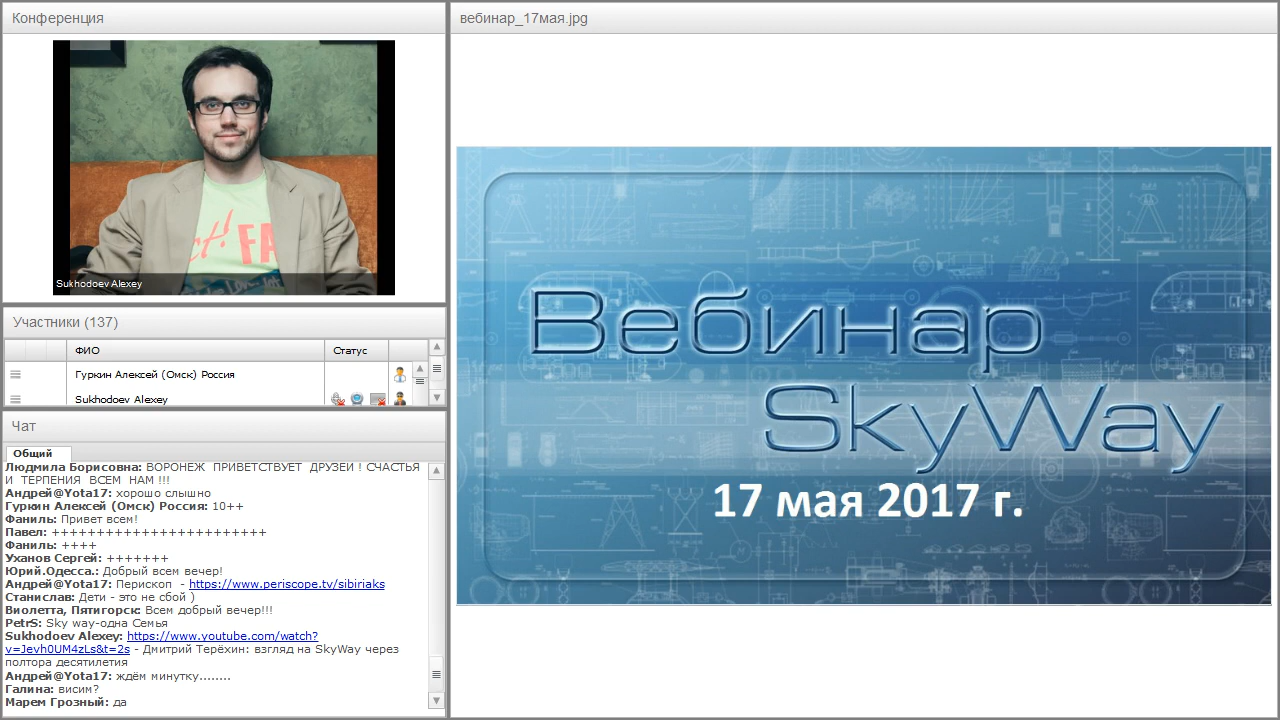 Конференция
Sukhodoev Alexey
Участники (137)
ФИО
Статус
Гуркин Алексей (Омск) Россия
Sukhodoev Alexey
Чат
Общий
Людмила Борисовна: ВОРОНЕЖ ПРИВЕТСТВУЕТ ДРУЗЕЙ ! СЧАСТЬЯ
И ТЕРПЕНИЯ ВСЕМ НАМ !!!
Андрей@Yota17: хорошо слышно
Гуркин Алексей (Омск) Россия: 10++
Фаниль: Привет всем!
Павел: ++++++++++++++++++++++++
Фаниль: ++++
Уханов Сергей: +++++++
Юрий.Одесса.: Добрый всем вечер!
Андрей@Yota17: Перископ - https://www.periscope.tv/sibiriaks
Станислав: Дети - это не сбой )
Виолетта, Пятигорск: Всем добрый вечер!!!
PetrS: Sky way-одна Семья
Sukhodoev Alexey: https://www.youtube.com/watch?
v=Jevh0UM4zLs&t=2s - Дмитрий Терёхин: взгляд на SkyWay через
полтора десятилетия
Андрей@Yota17: ждём минутку........
Галина: висим?
Марем Грозный: да
вебинар_17мая.jpg
Вебинар
SkyWay
17 мая 2017 г.